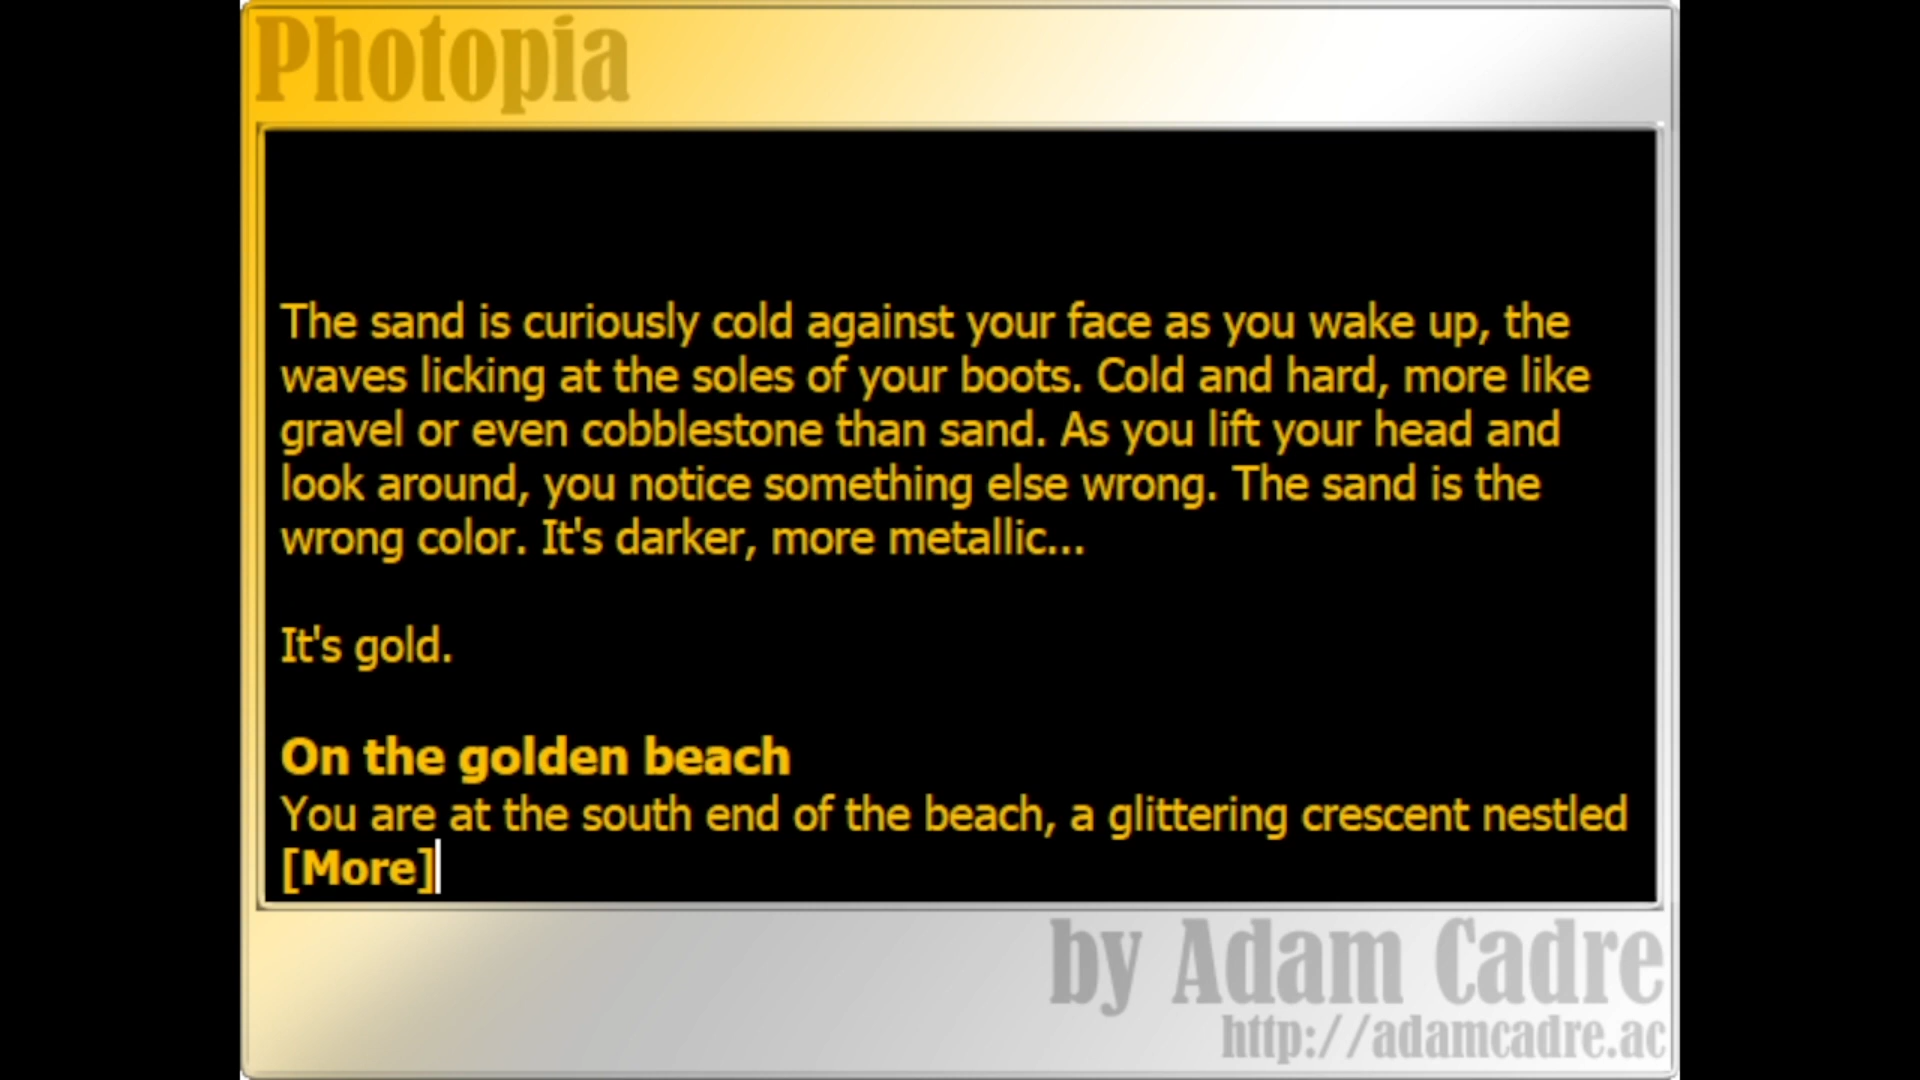 Photopia
The sand is curiously cold against your face as you wake up, the
waves licking at the soles of your boots. Cold and hard, more like
gravel or even cobblestone than sand. As you lift your head and
look around, you notice something else wrong. The sand is the
wrong color. It's darker, more metallic...
It's gold.
On the golden beach
You are at the south end of the beach, a glittering crescent nestled
[More]
by Adam Cadre
http://adamcadre.ac